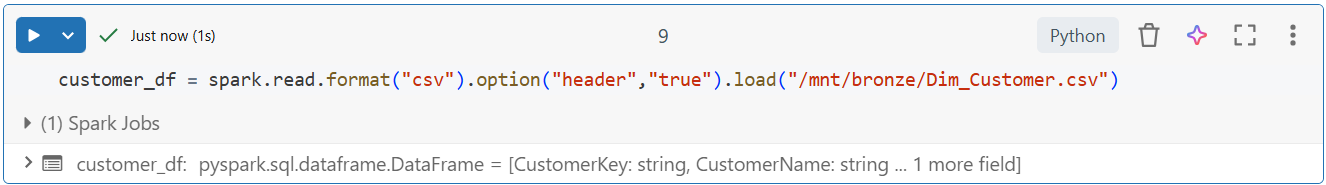 Just now (1s) 9 Python
customer_df = spark.read.format("csv").option("header","true").load("/mnt/bronze/Dim_Customer.csv")
(1) Spark Jobs
customer_df: pyspark.sql.dataframe.DataFrame = [CustomerKey: string, CustomerName: string ... 1 more field]